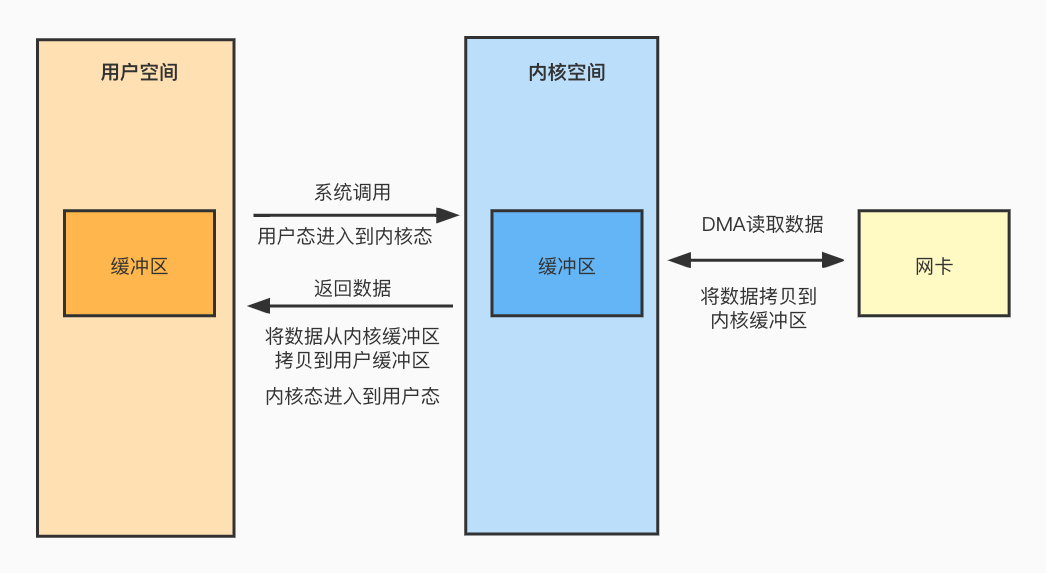 用户空间
内核空间
系统调用
用户态进入到内核态
缓冲区
返回数据
将数据从内核缓冲区
拷贝到用户缓冲区
内核态进入到用户态
缓冲区
DMA读取数据
将数据拷贝到
内核缓冲区
网卡